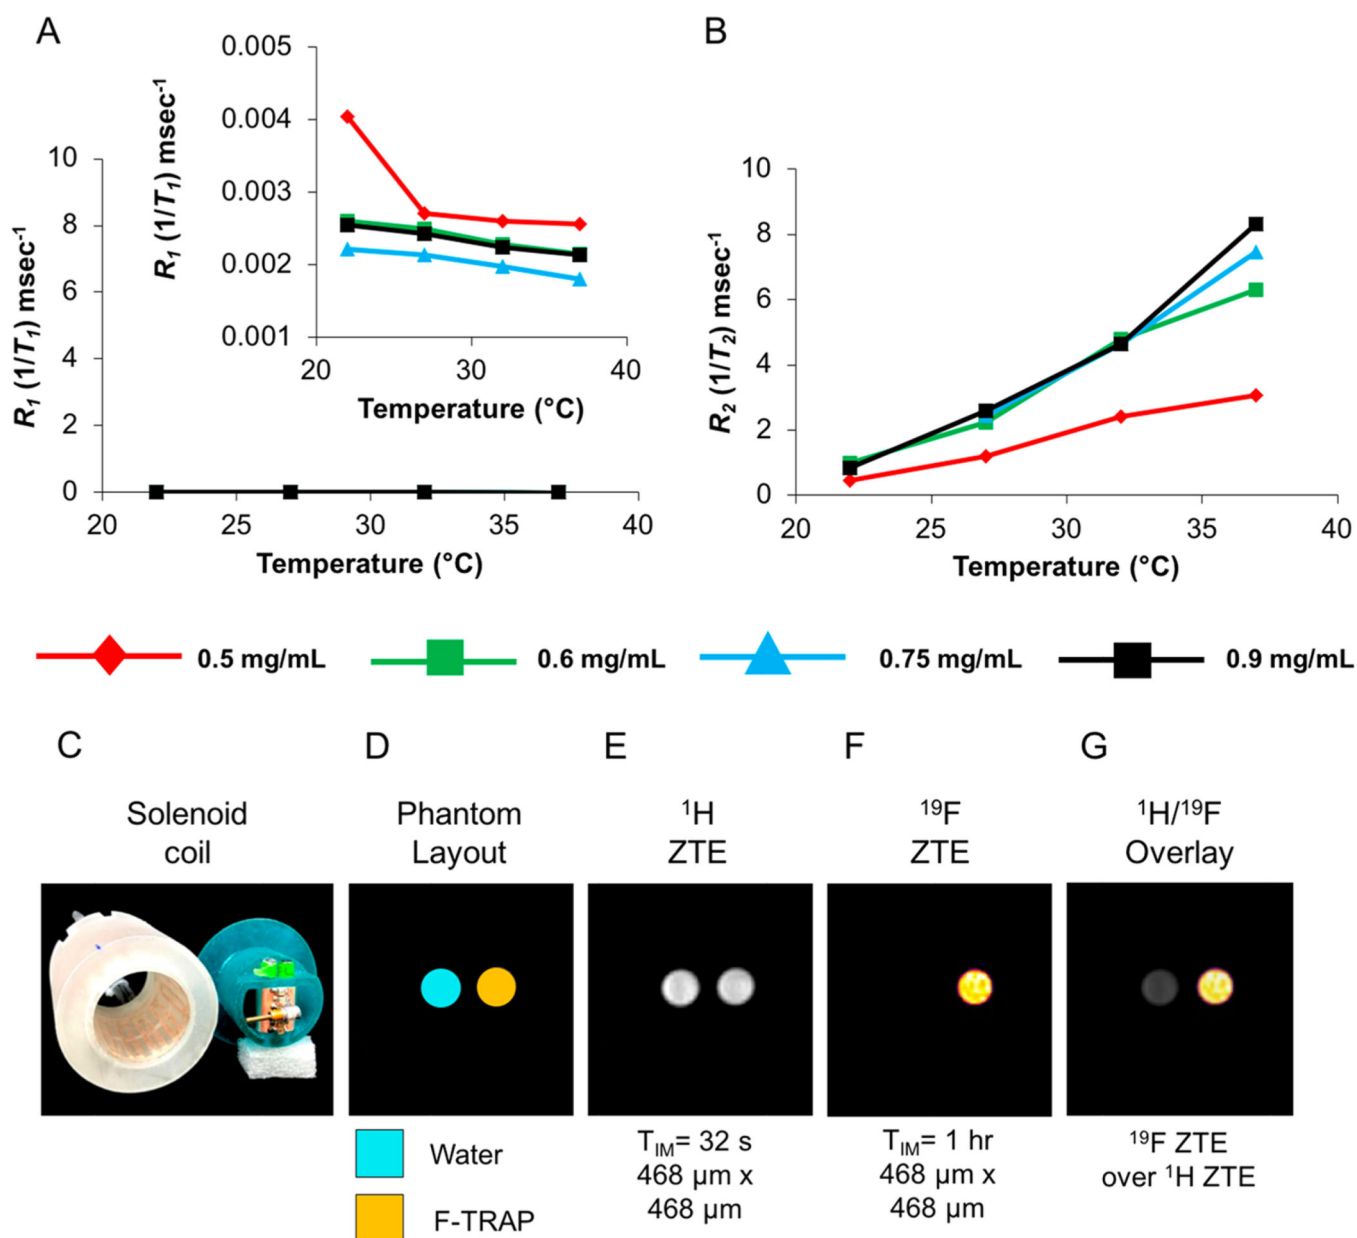 A
R₁ (1/T₁) msec⁻¹
10
8
6
4
2
0
20
25
30
35
40
Temperature (°C)
R₁ (1/T₁) msec⁻¹
0.005
0.004
0.003
0.002
0.001
20
30
40
Temperature (°C)
B
R₂ (1/T₂) msec⁻¹
10
8
6
4
2
0
20
25
30
35
40
Temperature (°C)
0.5 mg/mL
0.6 mg/mL
0.75 mg/mL
0.9 mg/mL
C
Solenoid
coil
D
Phantom
Layout
Water
F-TRAP
E
¹H
ZTE
T_IM= 32 s
468 µm x
468 µm
F
¹⁹F
ZTE
T_IM= 1 hr
468 µm x
468 µm
G
¹H/¹⁹F
Overlay
¹⁹F ZTE
over ¹H ZTE